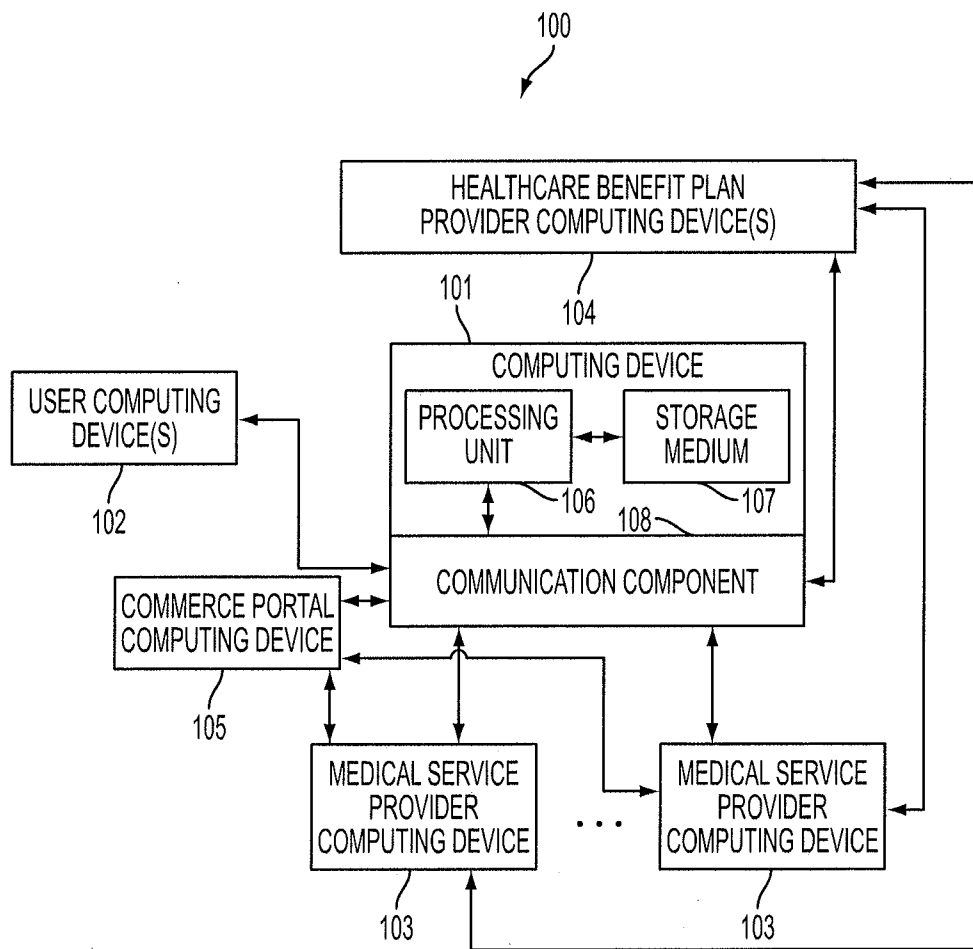 100
HEALTHCARE BENEFIT PLAN
PROVIDER COMPUTING DEVICE(S)
104
101
COMPUTING DEVICE
PROCESSING
UNIT
106
STORAGE
MEDIUM
107
USER COMPUTING
DEVICE(S)
102
108
COMMUNICATION COMPONENT
COMMERCE PORTAL
COMPUTING DEVICE
105
MEDICAL SERVICE
PROVIDER
COMPUTING DEVICE
103
...
MEDICAL SERVICE
PROVIDER
COMPUTING DEVICE
103